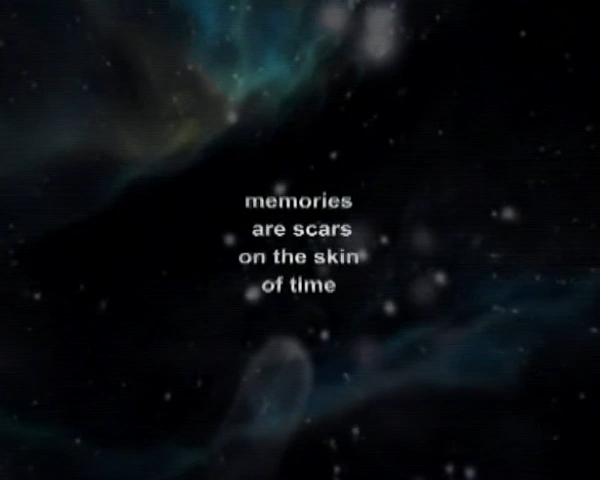 memories
are scars
on the skin
of time